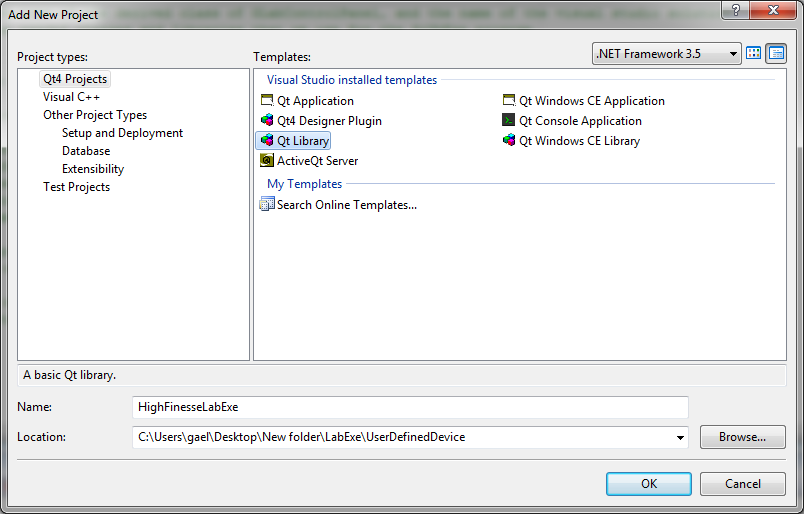 Add New Project
Project types:
Templates:
.NET Framework 3.5
Qt4 Projects
Visual C++
Other Project Types
Setup and Deployment
Database
Extensibility
Test Projects
Visual Studio installed templates
Qt Application
Qt Windows CE Application
Qt4 Designer Plugin
Qt Console Application
Qt Library
Qt Windows CE Library
ActiveQt Server
My Templates
Search Online Templates...
A basic Qt library.
Name:
HighFinesseLabExe
Location:
C:\Users\gael\Desktop\New folder\LabExe\UserDefinedDevice
Browse...
OK
Cancel